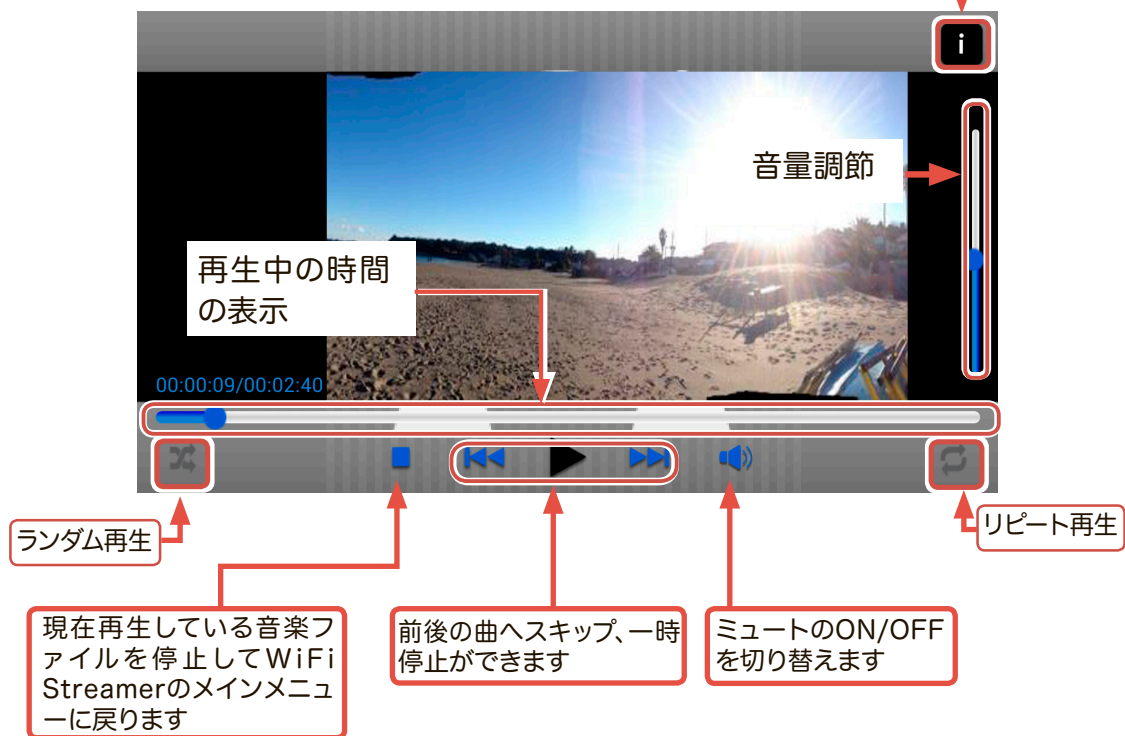 i
音量調節
再生中の時間
の表示
00:00:09/00:02:40
ランダム再生
リピート再生
現在再生している音楽フ
ァイルを停止してWiFi
Streamerのメインメニュ
ーに戻ります
前後の曲へスキップ、一時
停止ができます
ミュートのON/OFF
を切り替えます